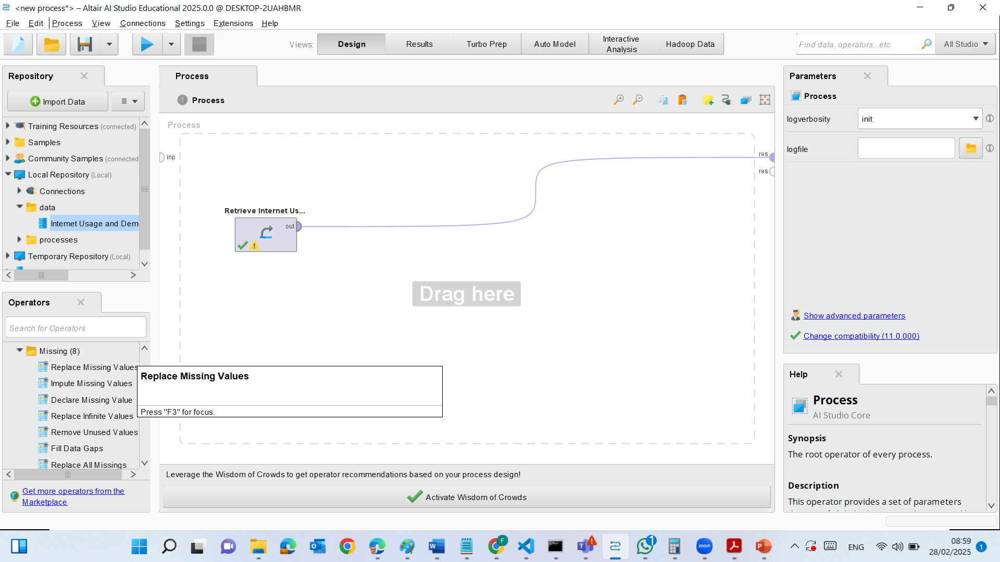 <new process*> – Altair AI Studio Educational 2025.0.0 @ DESKTOP-2UAHBMR
File Edit Process View Connections Settings Extensions Help
Views: Design Results Turbo Prep Auto Model Interactive Analysis Hadoop Data
Find data, operators...etc All Studio
Repository
Import Data
Training Resources (connected)
Samples
Community Samples (connected
Local Repository (Local)
Connections
data
Internet Usage and Dem
processes
Temporary Repository (Local)
Operators
Search for Operators
Missing (8)
Replace Missing Values
Impute Missing Values
Declare Missing Value
Replace Infinite Values
Remove Unused Values
Fill Data Gaps
Replace All Missings
Get more operators from the
Marketplace
Process
Process
Process
inp
res
res
Retrieve Internet Us...
out
Drag here
Replace Missing Values
Press "F3" for focus.
Leverage the Wisdom of Crowds to get operator recommendations based on your process design!
Activate Wisdom of Crowds
Parameters
Process
logverbosity init
logfile
Show advanced parameters
Change compatibility (11.0.000)
Help
Process
AI Studio Core
Synopsis
The root operator of every process.
Description
This operator provides a set of parameters
F
1
zoom
ENG
08:59
28/02/2025
1